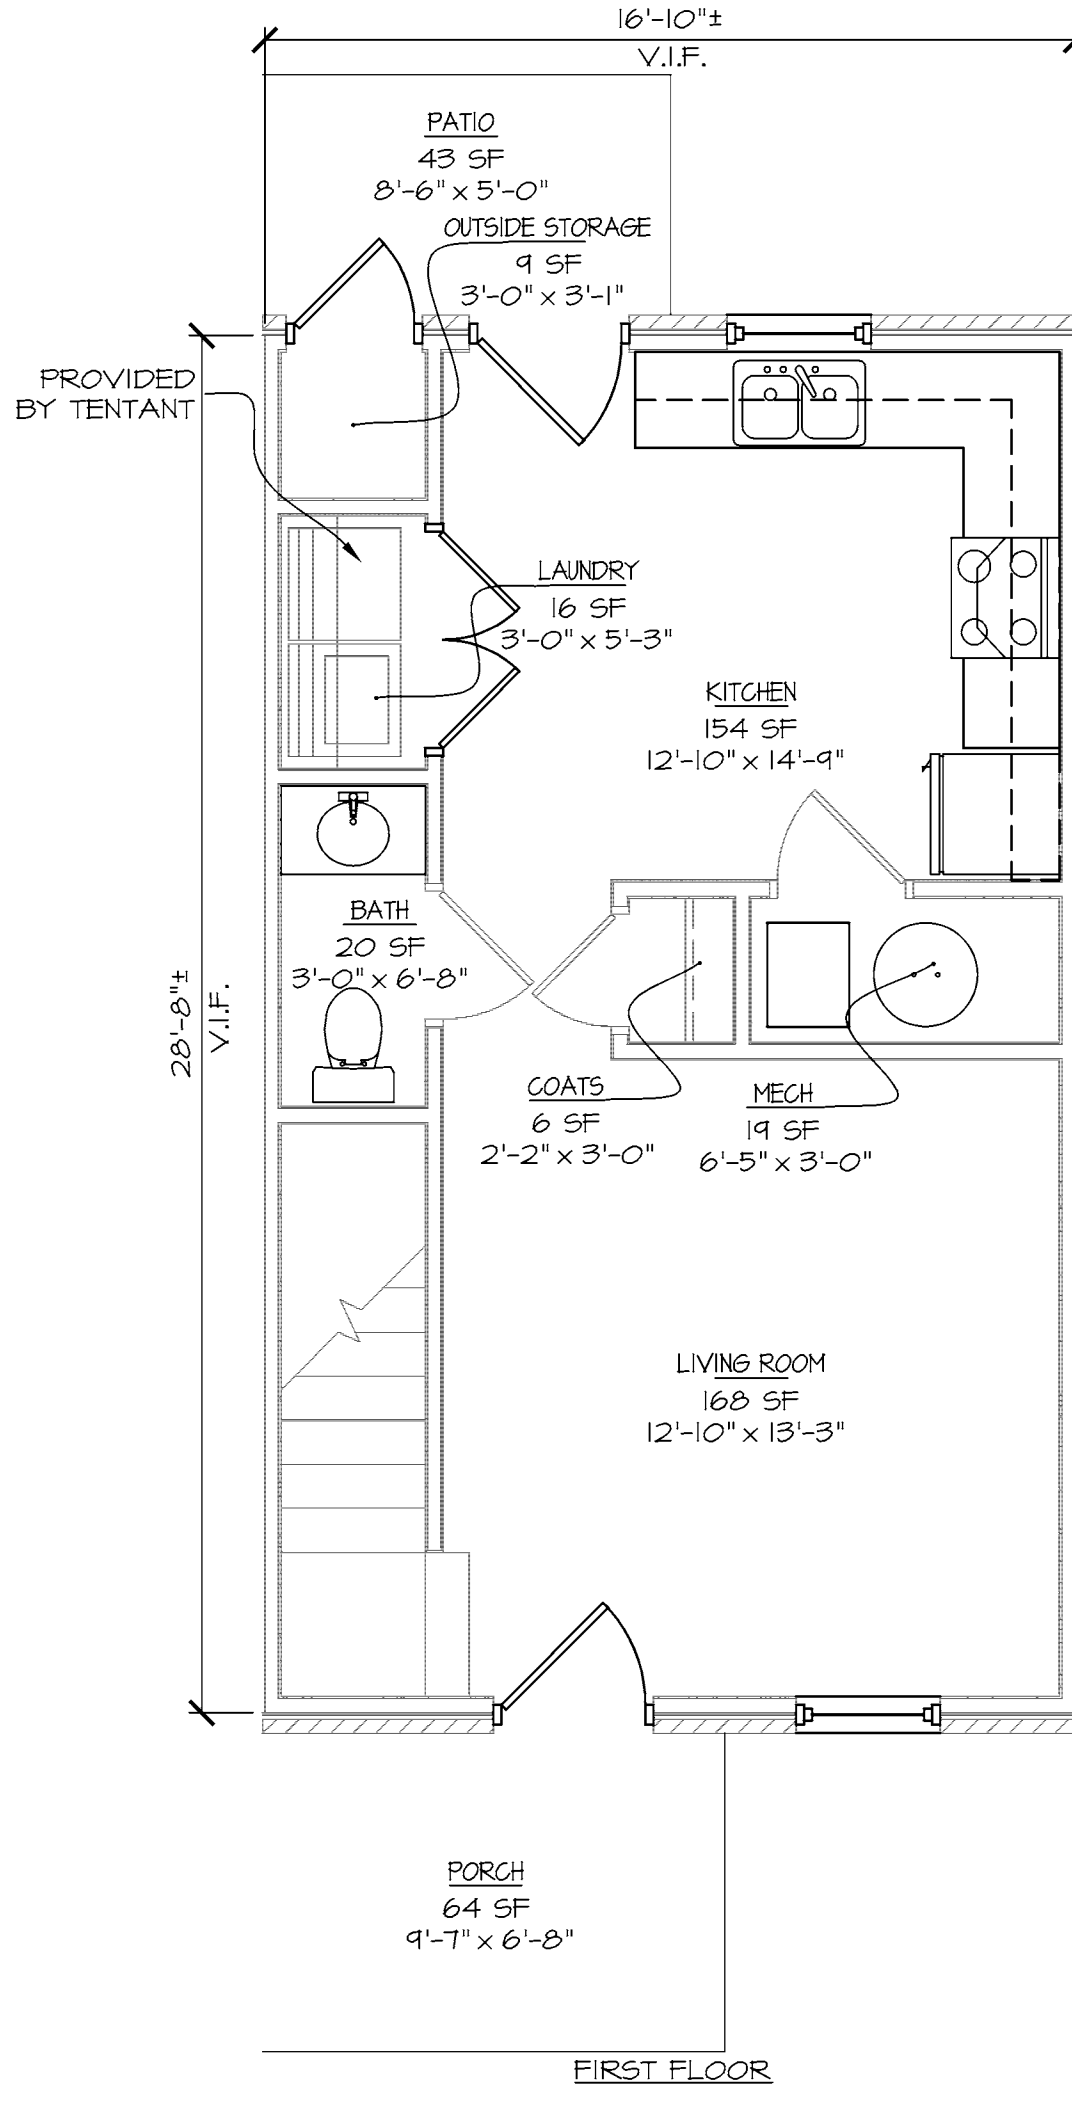 16'-10"±
V.I.F.
PATIO
43 SF
8'-6" x 5'-0"
OUTSIDE STORAGE
9 SF
3'-0" x 3'-1"
PROVIDED
BY TENTANT
LAUNDRY
16 SF
3'-0" x 5'-3"
KITCHEN
154 SF
12'-10" x 14'-9"
BATH
20 SF
3'-0" x 6'-8"
28'-8"±
V.I.F.
COATS
6 SF
2'-2" x 3'-0"
MECH
19 SF
6'-5" x 3'-0"
LIVING ROOM
168 SF
12'-10" x 13'-3"
PORCH
64 SF
9'-7" x 6'-8"
FIRST FLOOR